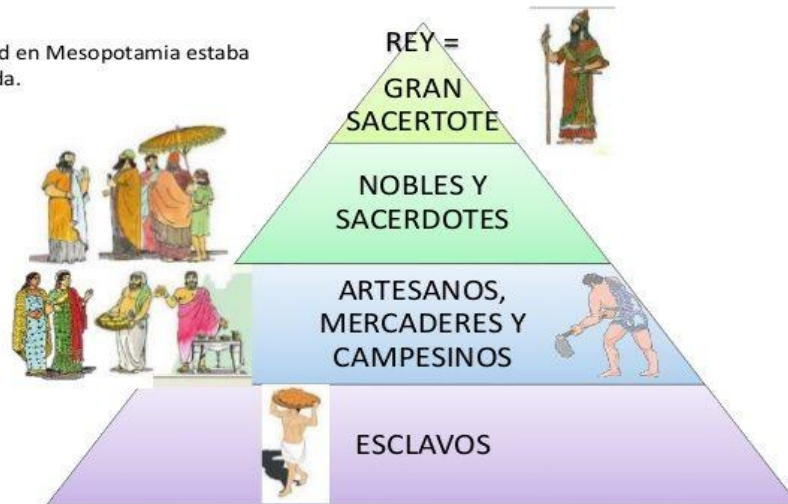 d en Mesopotamia estaba
da.
REY =
GRAN
SACERTOTE
NOBLES Y
SACERDOTES
ARTESANOS,
MERCADERES Y
CAMPESINOS
ESCLAVOS